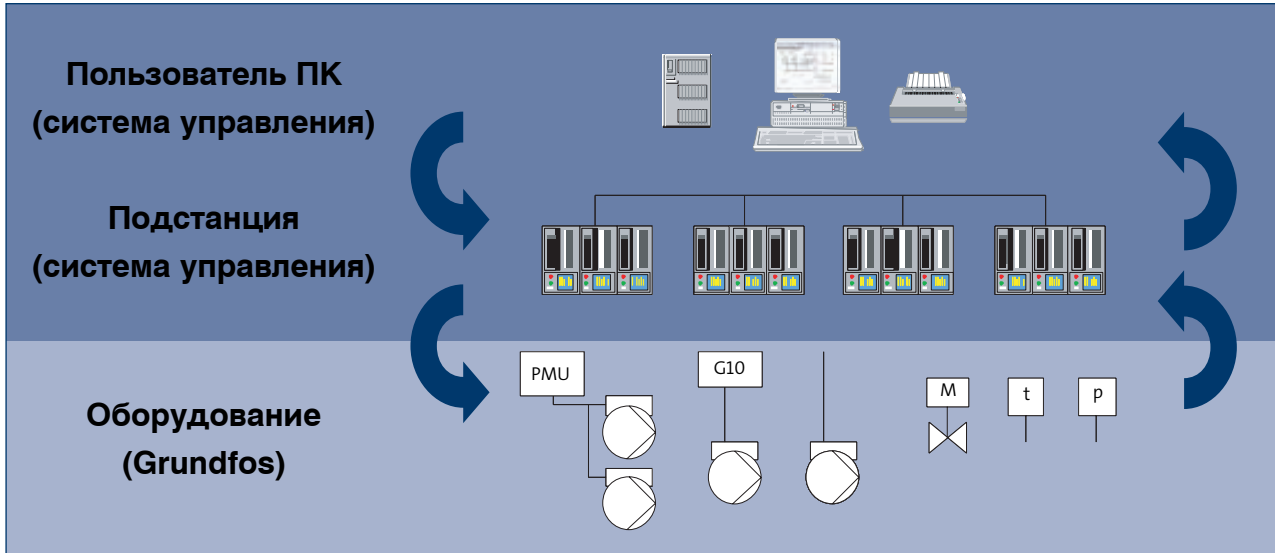 Пользователь ПК
(система управления)
Подстанция
(система управления)
PMU
G10
M
t
p
Оборудование
(Grundfos)